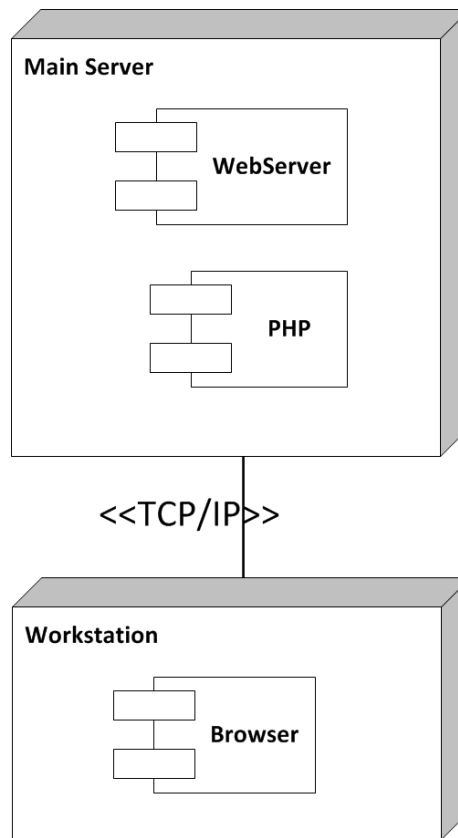 Main Server
WebServer
PHP
<<TCP/IP>>
Workstation
Browser